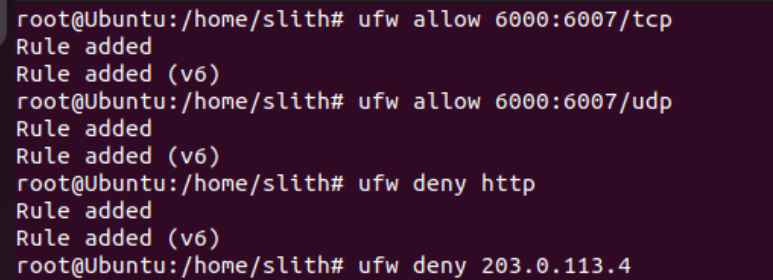 root@Ubuntu:/home/slith# ufw allow 6000:6007/tcp
Rule added
Rule added (v6)
root@Ubuntu:/home/slith# ufw allow 6000:6007/udp
Rule added
Rule added (v6)
root@Ubuntu:/home/slith# ufw deny http
Rule added
Rule added (v6)
root@Ubuntu:/home/slith# ufw deny 203.0.113.4